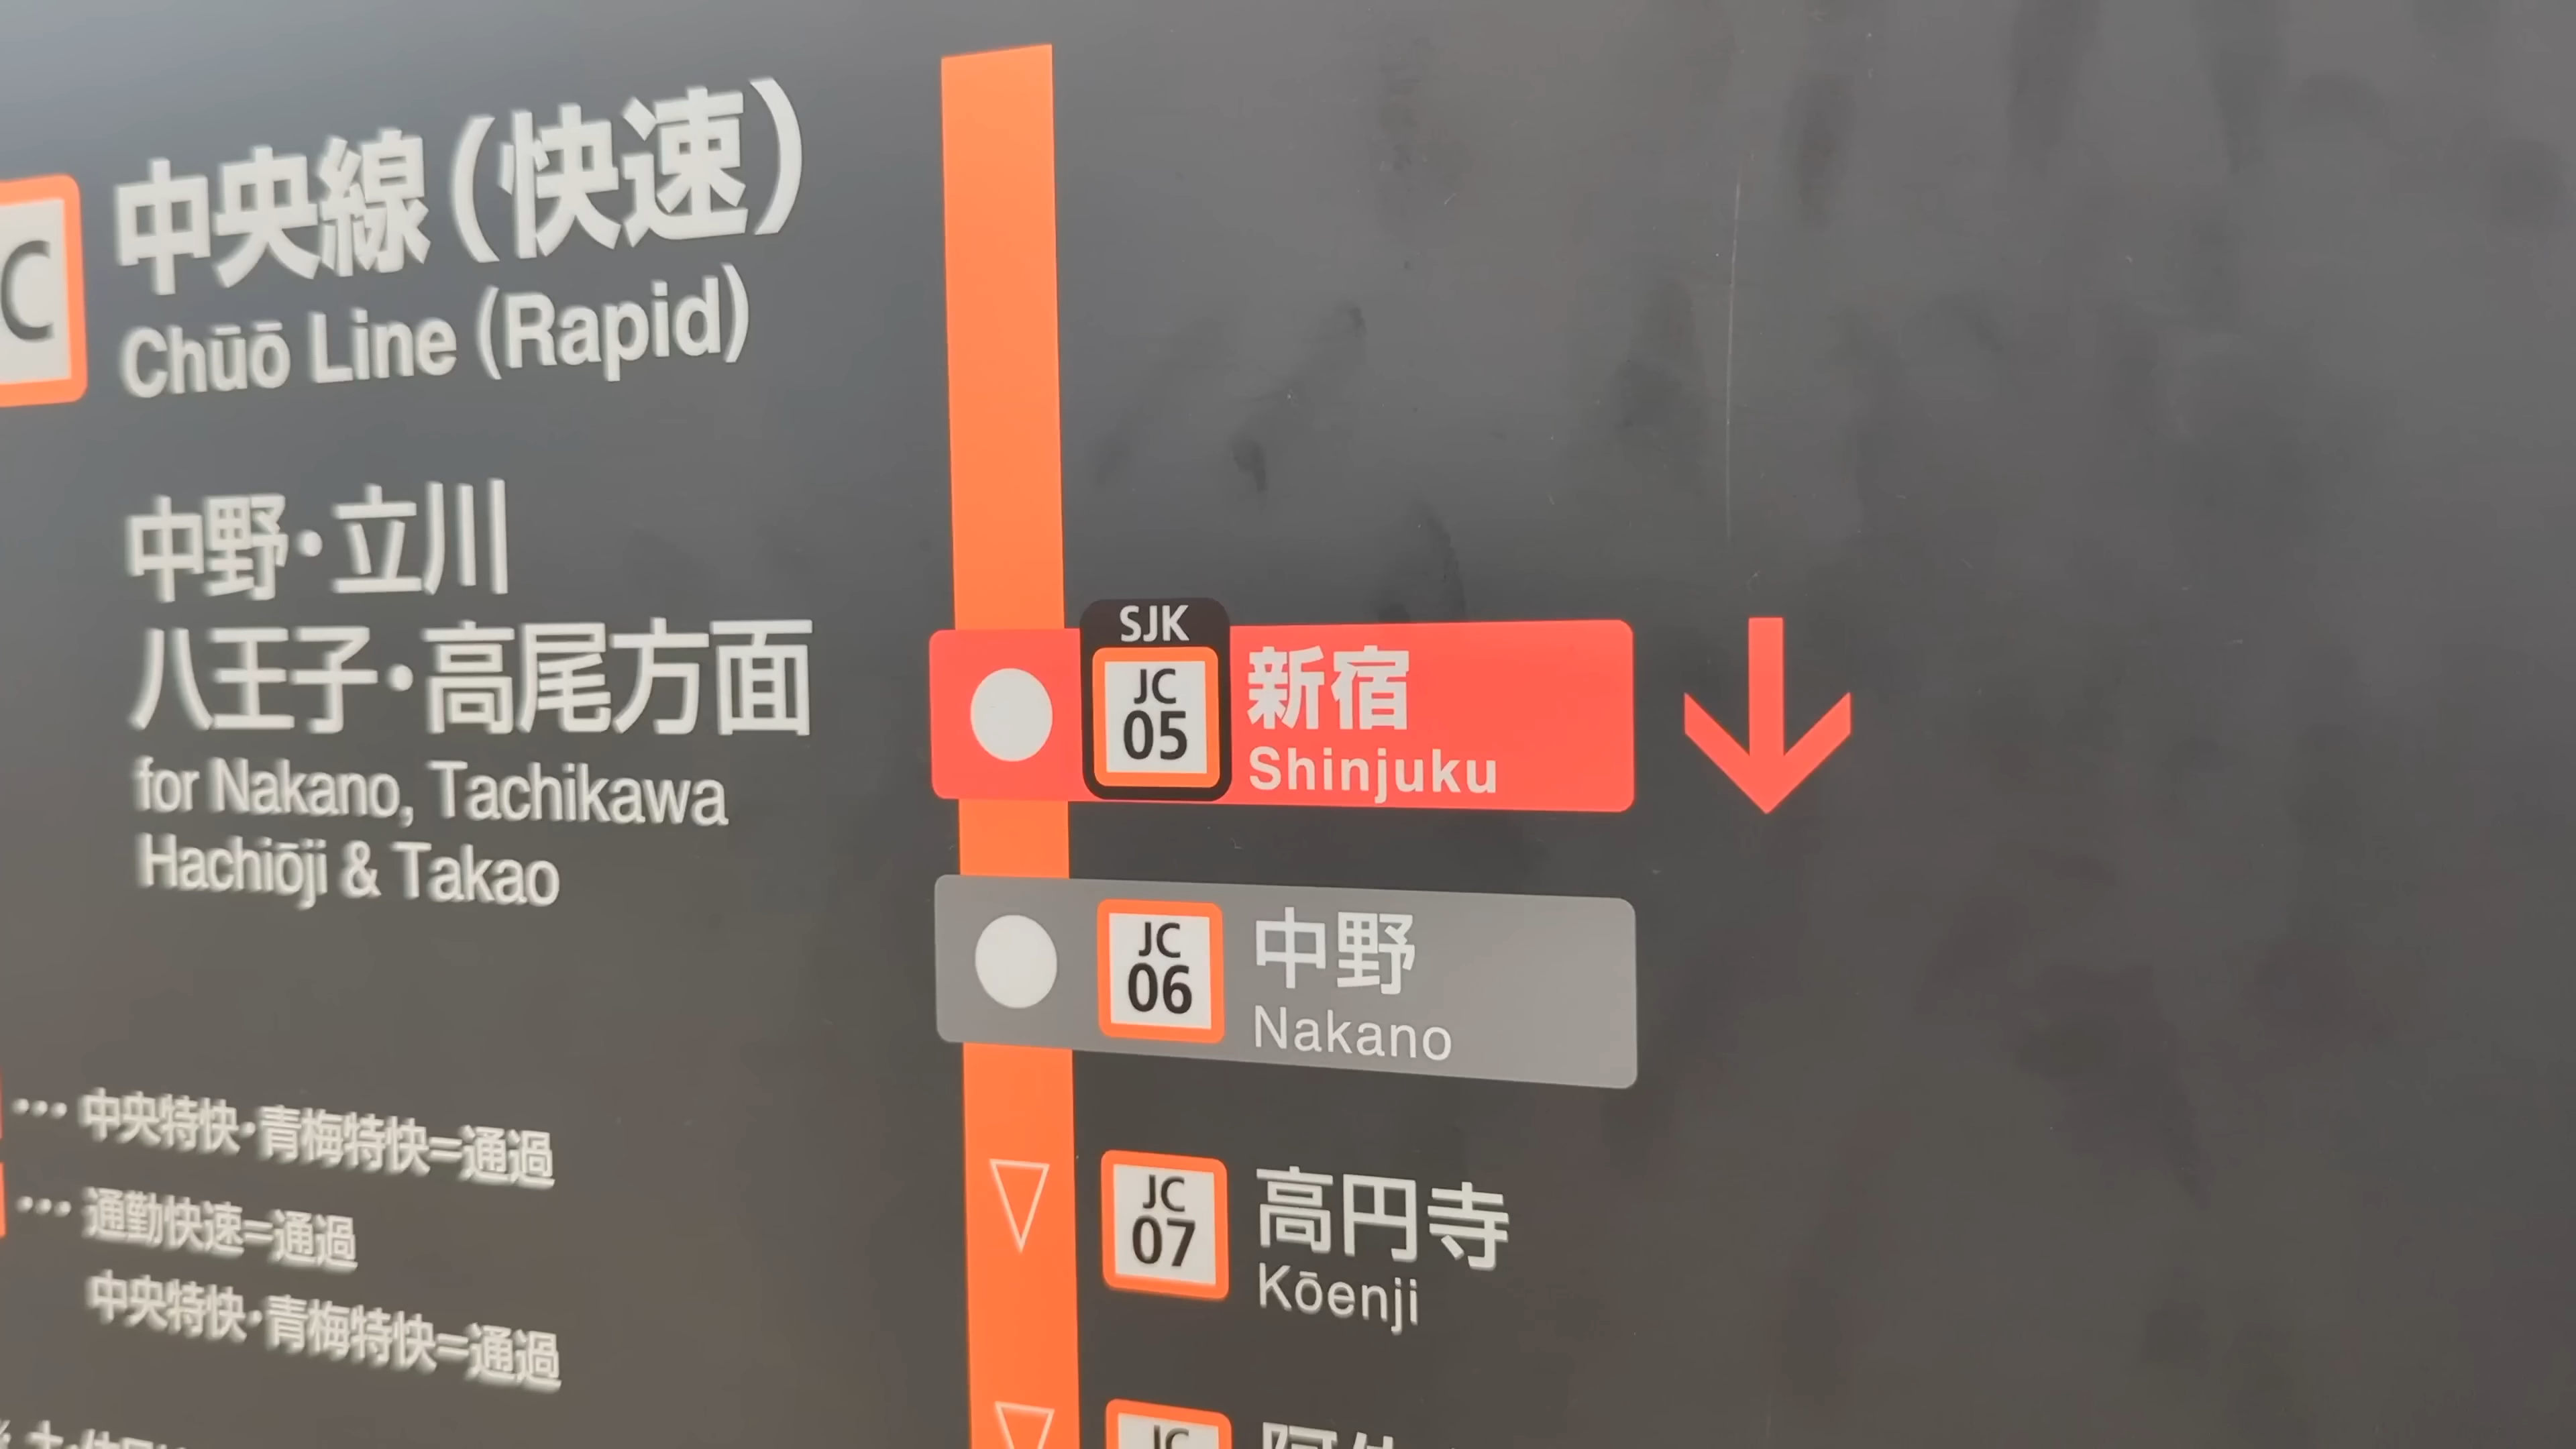 C
中央線(快速)
Chūō Line (Rapid)
中野・立川
八王子・高尾方面
for Nakano, Tachikawa
Hachiōji & Takao
… 中央特快・青梅特快=通過
… 通勤快速=通過
中央特快・青梅特快=通過
SJK
JC
05
新宿
Shinjuku
JC
06
中野
Nakano
JC
07
高円寺
Kōenji
JC